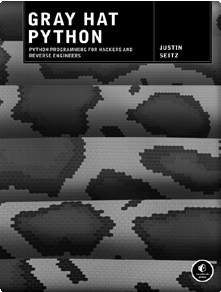 GRAY HAT
PYTHON
PYTHON PROGRAMMING FOR HACKERS AND
REVERSE ENGINEERS
JUSTIN
SEITZ